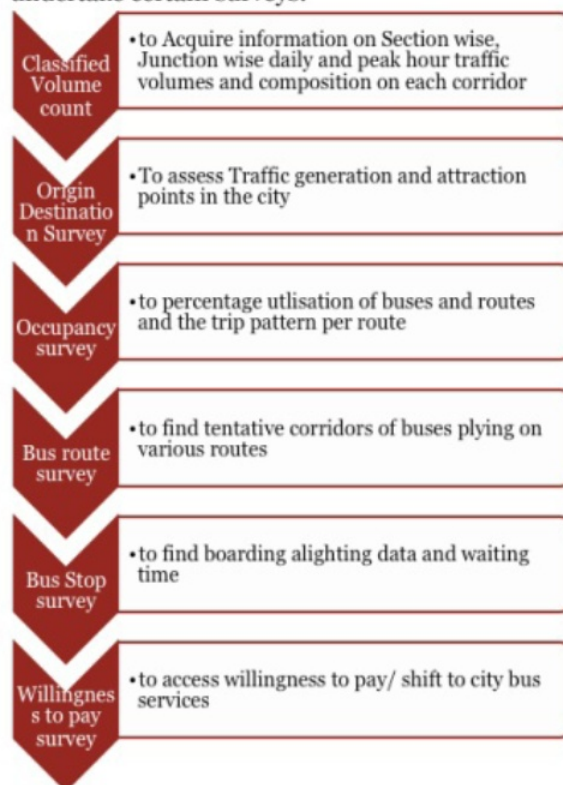 Classified
Volume
count
•to Acquire information on Section wise,
Junction wise daily and peak hour traffic
volumes and composition on each corridor
Origin
Destinatio
n Survey
•To assess Traffic generation and attraction
points in the city
Occupancy
survey
•to percentage utlisation of buses and routes
and the trip pattern per route
Bus route
survey
•to find tentative corridors of buses plying on
various routes
Bus Stop
survey
•to find boarding alighting data and waiting
time
Willingnes
s to pay
survey
•to access willingness to pay/ shift to city bus
services